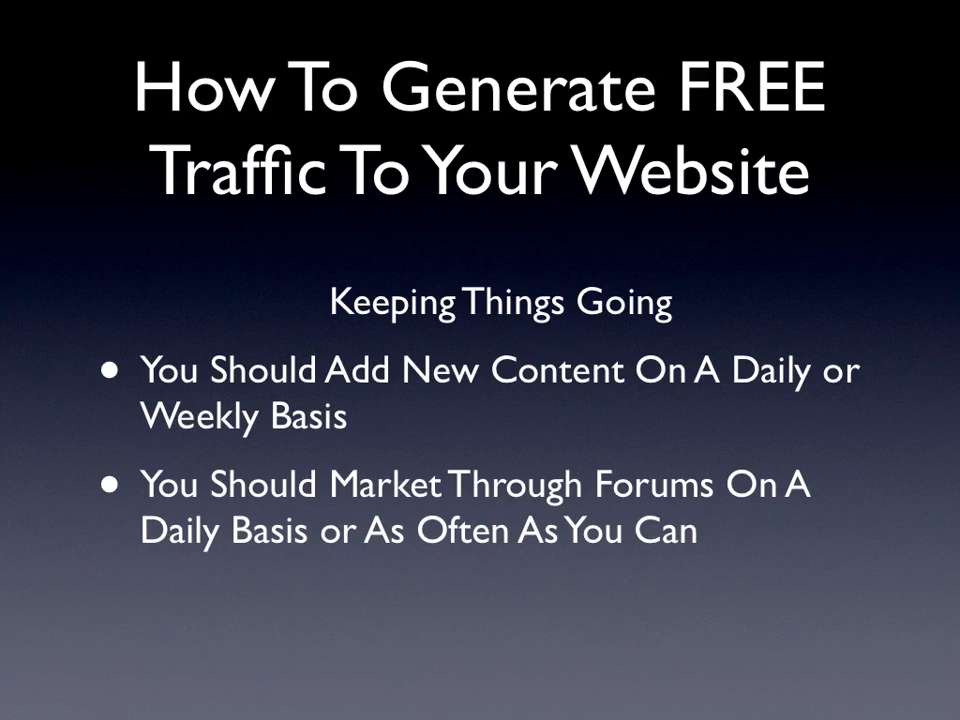 How To Generate FREE
Traffic To Your Website
Keeping Things Going
• You Should Add New Content On A Daily or
Weekly Basis
• You Should Market Through Forums On A
Daily Basis or As Often As You Can